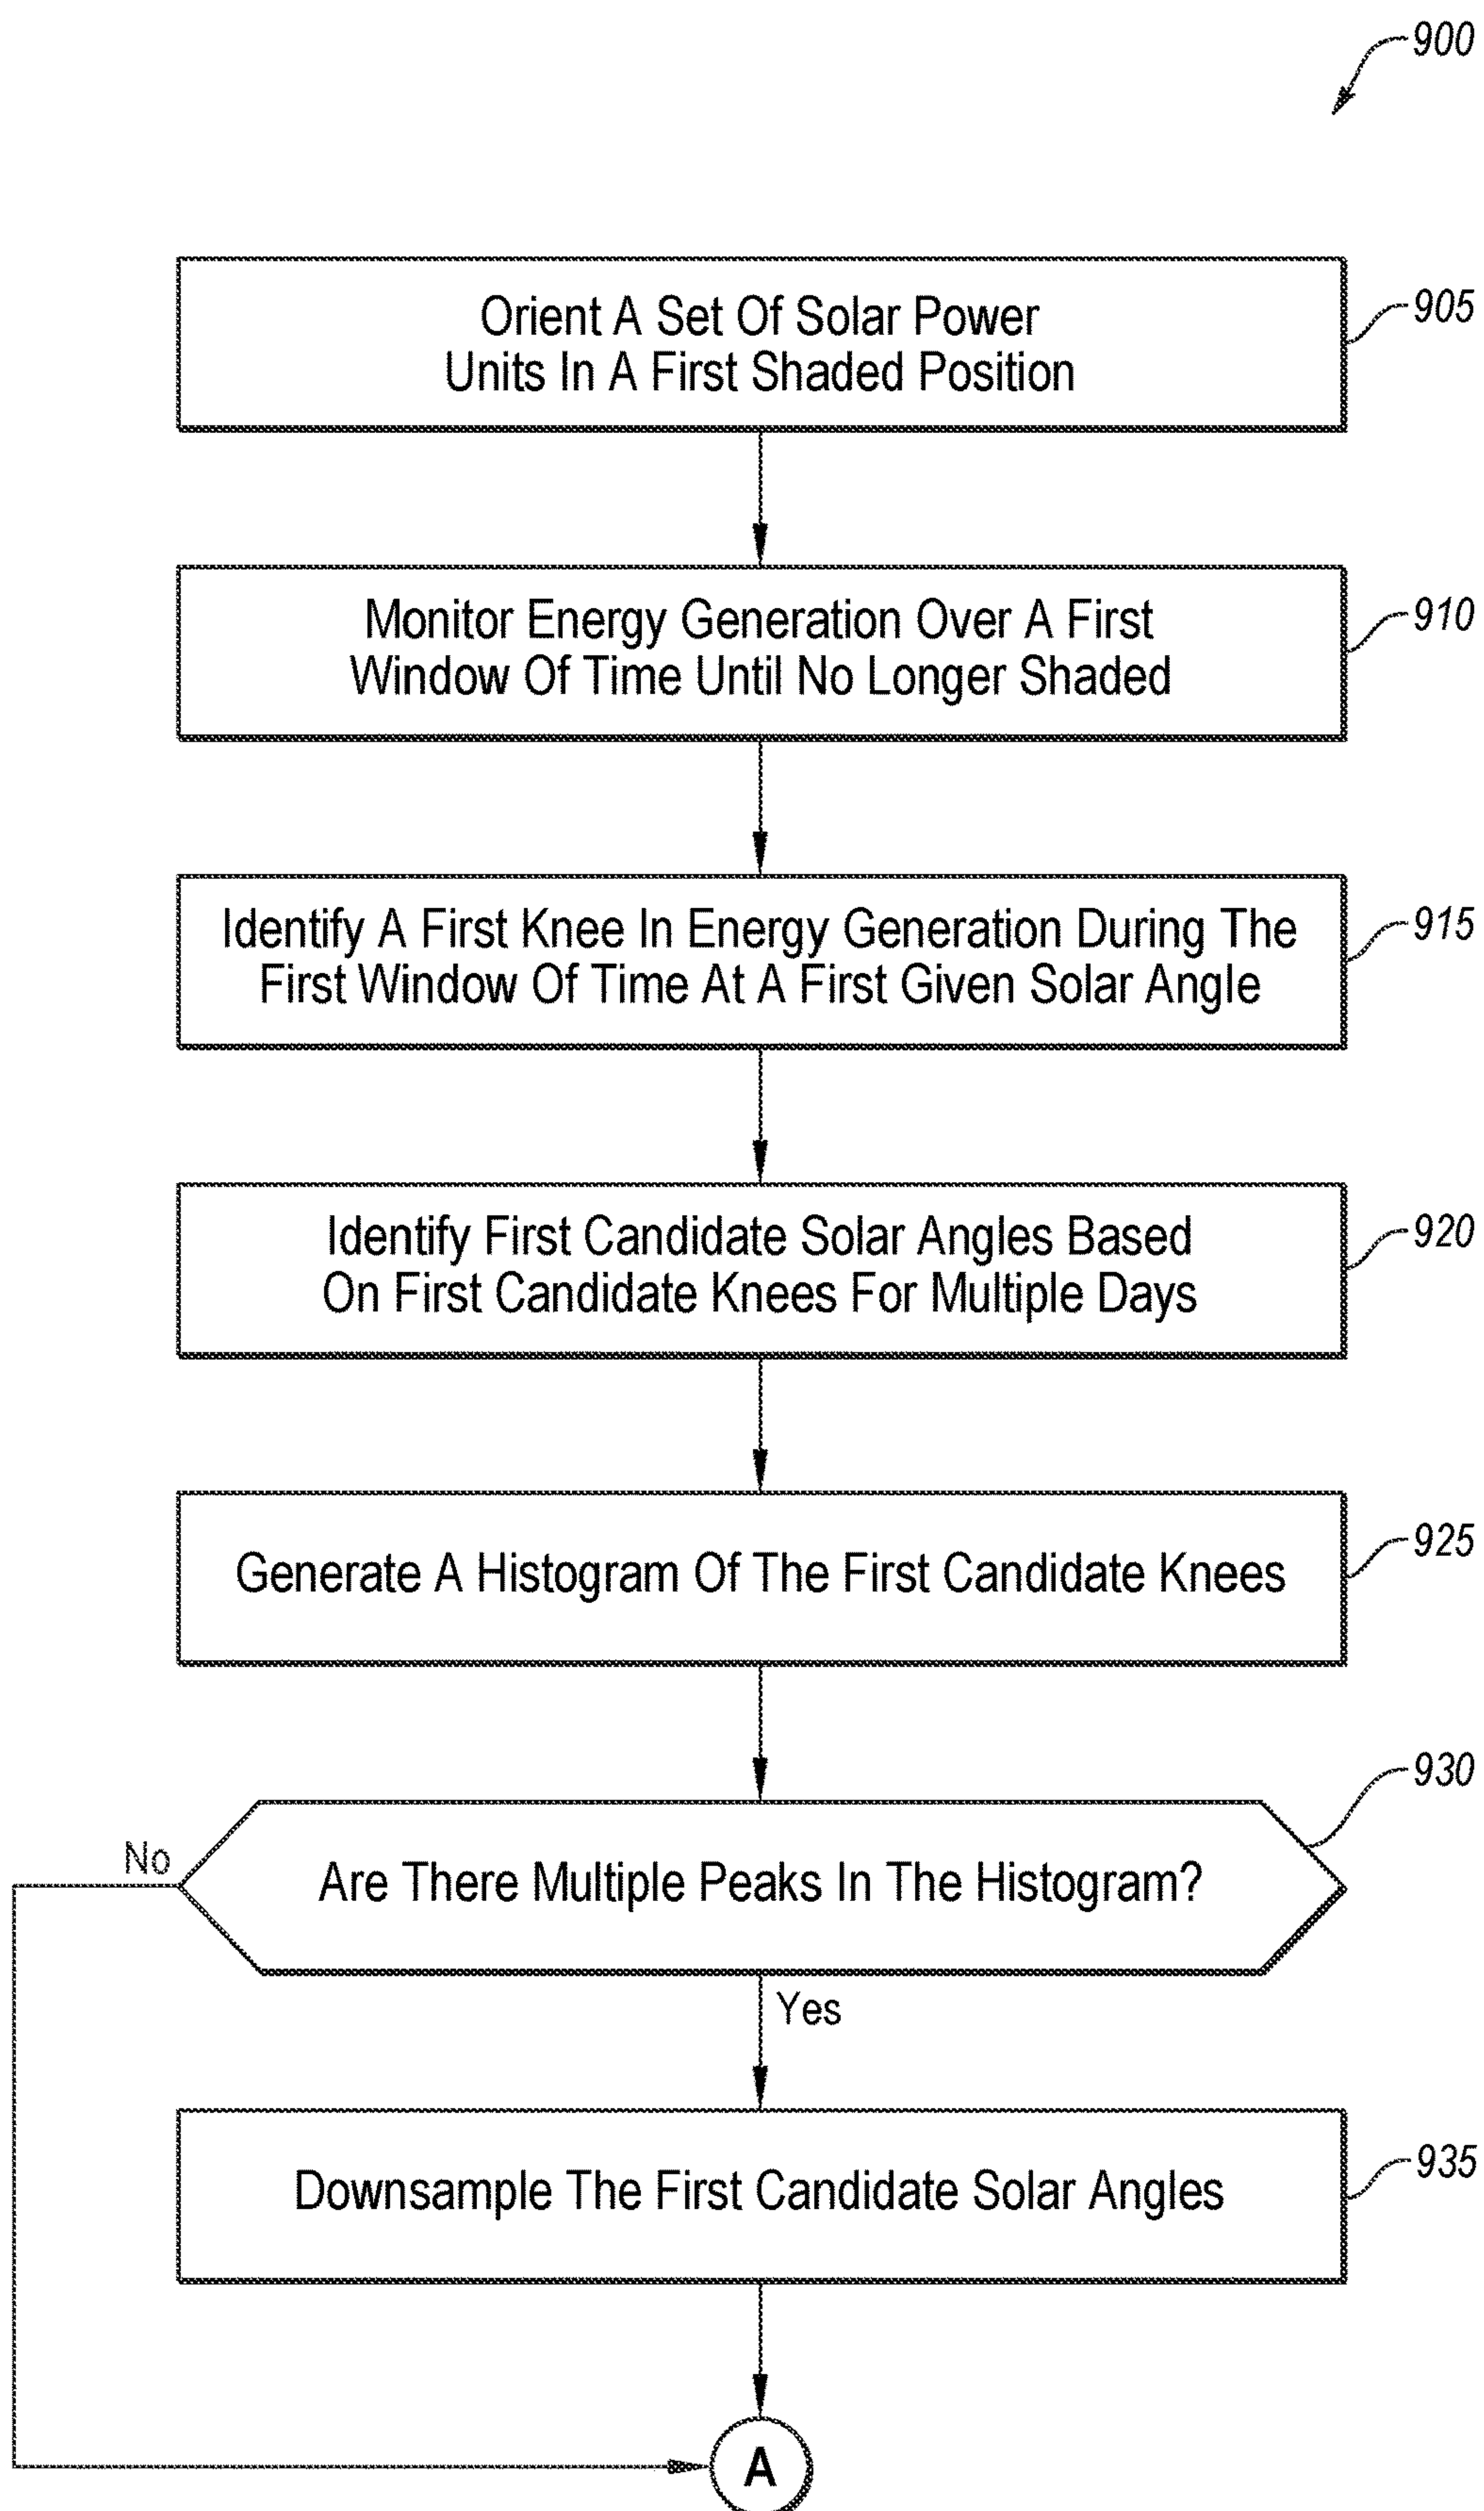 900
Orient A Set Of Solar Power
Units In A First Shaded Position
905
Monitor Energy Generation Over A First
Window Of Time Until No Longer Shaded
910
Identify A First Knee In Energy Generation During The
First Window Of Time At A First Given Solar Angle
915
Identify First Candidate Solar Angles Based
On First Candidate Knees For Multiple Days
920
Generate A Histogram Of The First Candidate Knees
925
930
No
Are There Multiple Peaks In The Histogram?
Yes
Downsample The First Candidate Solar Angles
935
A